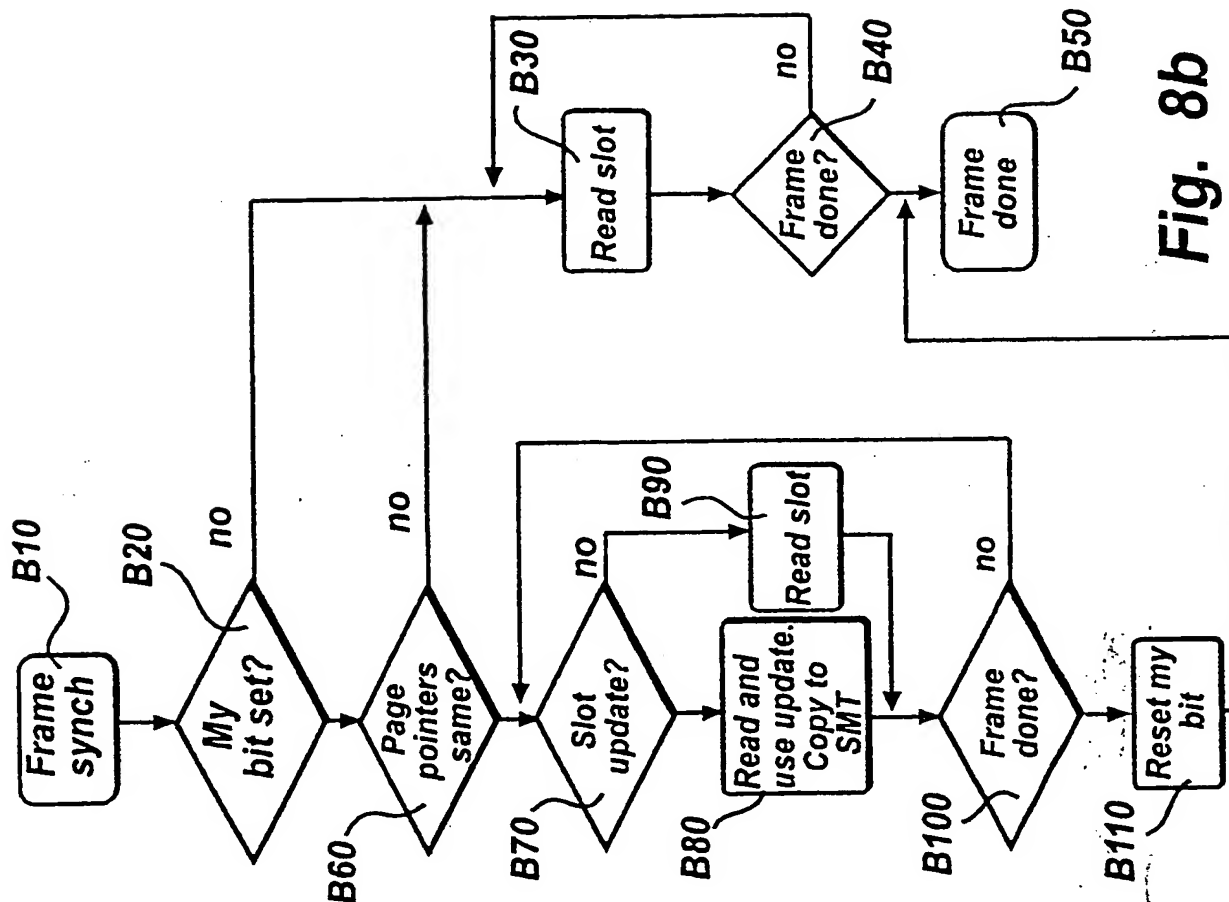 B10
Frame
synch
B20
My
bit set?
no
B60
Page
pointers
same?
no
B70
Slot
update?
no
B90
Read slot
B80
Read and
use update.
Copy to
SMT
B100
Frame
done?
no
B110
Reset my
bit
B30
Read slot
no
B40
Frame
done?
B50
Frame
done
Fig. 8b